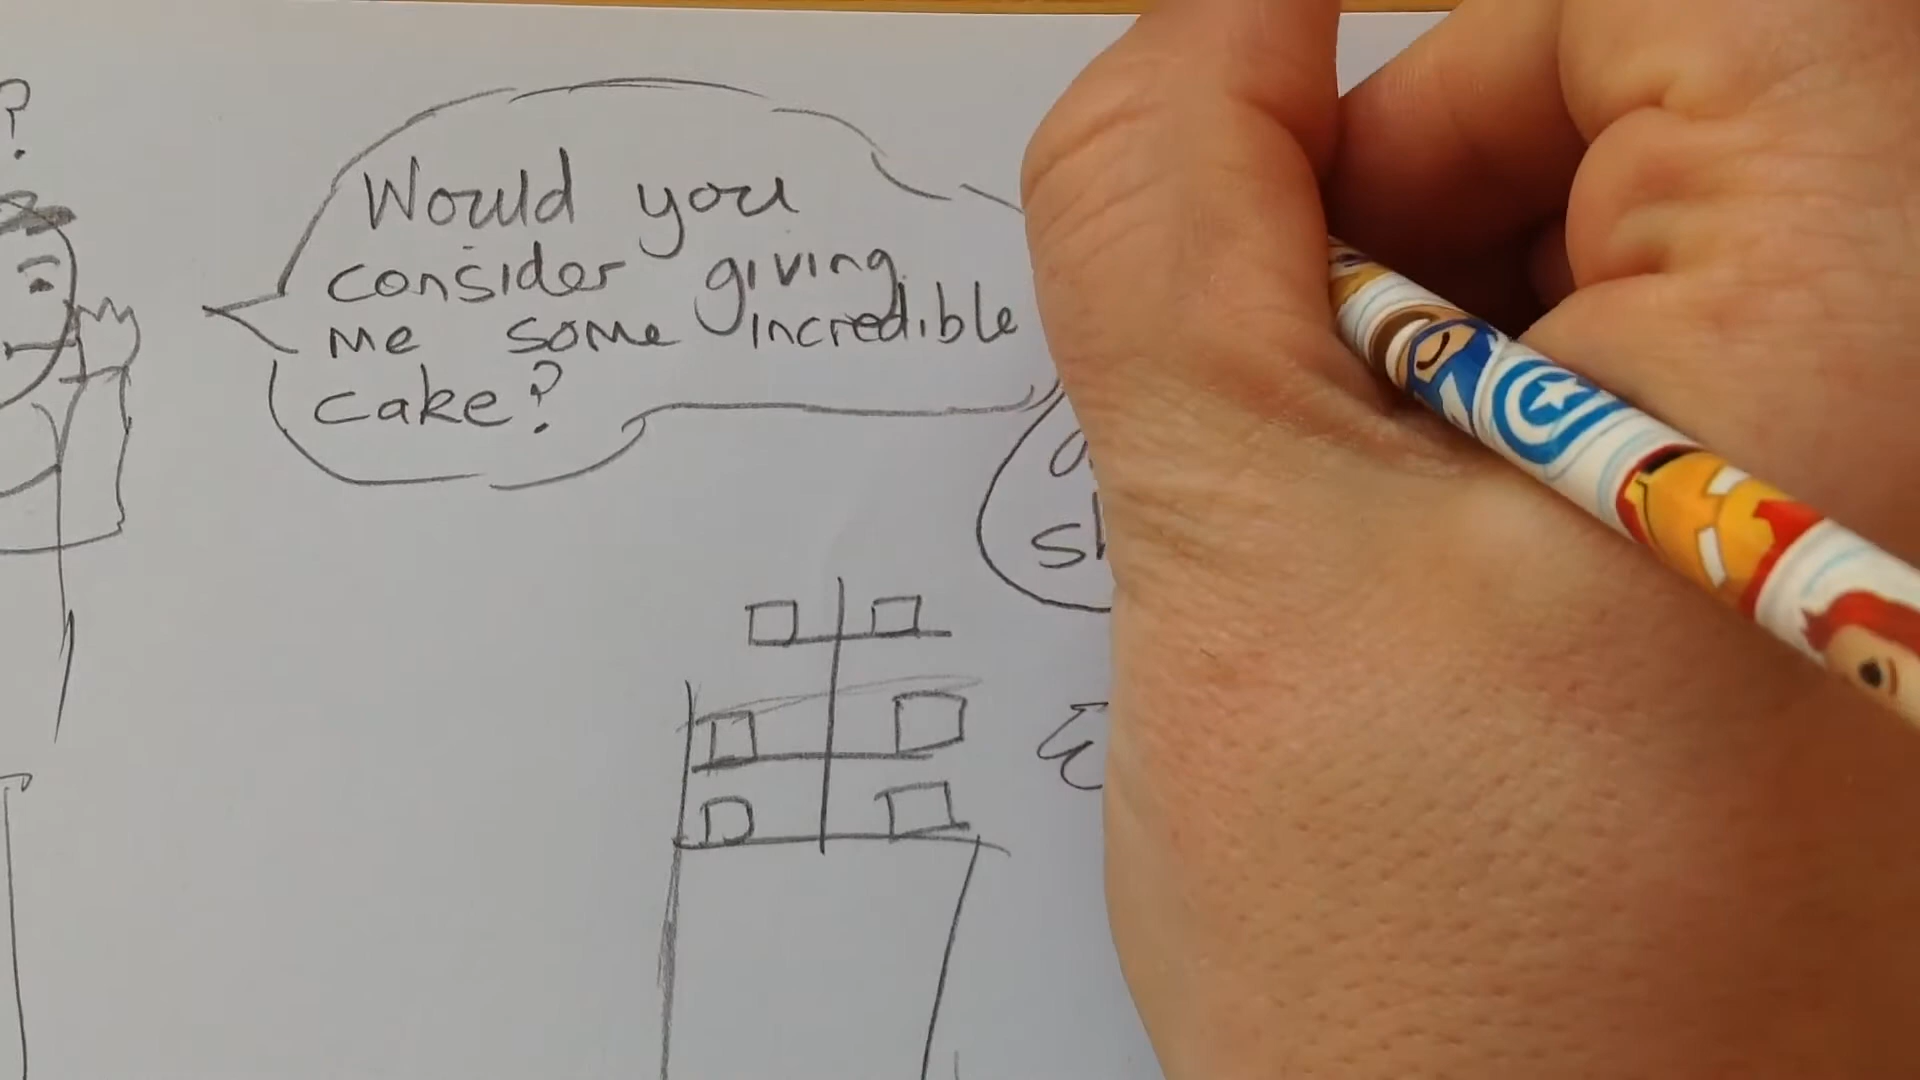 ?
Would you
consider giving
me some incredible
cake?